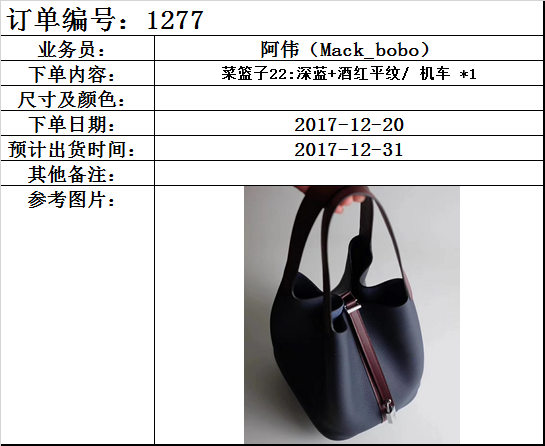 订单编号：1277
业务员：	阿伟（Mack_bobo）
下单内容：	菜篮子22:深蓝+酒红平纹/ 机车 *1
尺寸及颜色：
下单日期：	2017-12-20
预计出货时间：	2017-12-31
其他备注：
参考图片：